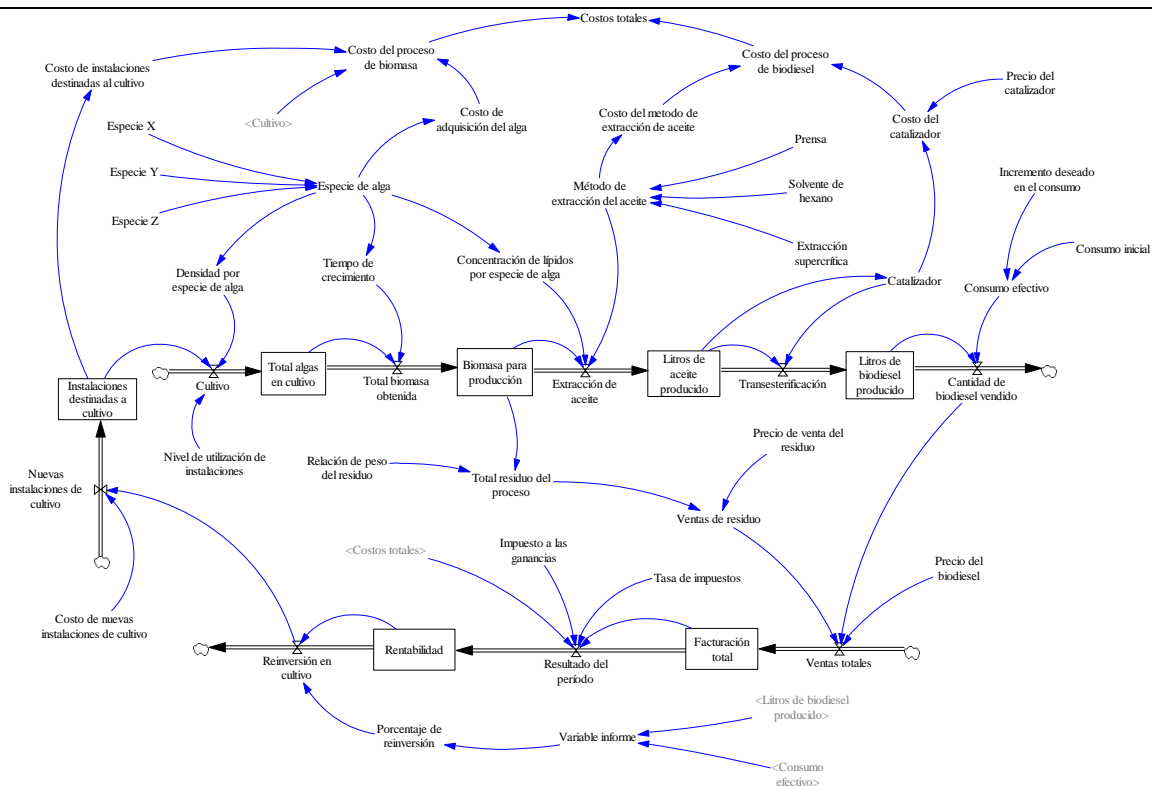 Costos totales
Costo del proceso
de biomasa
Costo del proceso
de biodiesel
Costo de instalaciones
destinadas al cultivo
Precio del
catalizador
<Cultivo>
Costo de
adquisición del alga
Costo del metodo de
extracción de aceite
Costo del
catalizador
Especie X
Especie Y
Especie Z
Especie de alga
Prensa
Método de
extracción del aceite
Solvente de
hexano
Extracción
supercrítica
Incremento deseado
en el consumo
Consumo inicial
Densidad por
especie de alga
Tiempo de
crecimiento
Concentración de lípidos
por especie de alga
Catalizador
Consumo efectivo
Instalaciones
destinadas a
cultivo
Cultivo
Total algas
en cultivo
Total biomasa
obtenida
Biomasa para
producción
Extracción de
aceite
Litros de
aceite
producido
Transesterificación
Litros de
biodiesel
producido
Cantidad de
biodiesel vendido
Nivel de utilización de
instalaciones
Relación de peso
del residuo
Total residuo del
proceso
Precio de venta del
residuo
Ventas de residuo
Nuevas
instalaciones de
cultivo
<Costos totales>
Impuesto a las
ganancias
Tasa de impuestos
Precio del
biodiesel
Costo de nuevas
instalaciones de cultivo
Reinversión en
cultivo
Rentabilidad
Resultado del
período
Facturación
total
Ventas totales
Porcentaje de
reinversión
Variable informe
<Litros de biodiesel
producido>
<Consumo
efectivo>